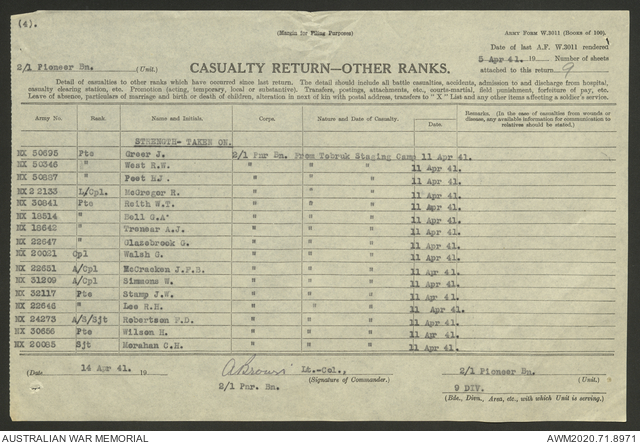 (4).
(Margin for Filing Purposes)
ARMY FORM W.3011 (Books of 100).
Date of last A.F. W.3011 rendered
5 Apr 41. 19 Number of sheets
2/1 Pioneer Bn. (Unit.)
CASUALTY RETURN—OTHER RANKS.
attached to this return 9
Detail of casualties to other ranks which have occurred since last return. The detail should include all battle casualties, accidents, admission to and discharge from hospital,
casualty clearing station, etc. Promotion (acting, temporary, local or substantive). Transfers, postings, attachments, etc., court-martial, field punishment, forfeiture of pay, etc.
Leave of absence, particulars of marriage and birth or death of children, alteration in next of kin with postal address, transfers to "X" List and any other items affecting a soldier's service.
Army No. Rank. Name and Initials. Corps. Nature and Date of Casualty. Remarks. (In the case of casualties from wounds or disease, any available information for communication to relatives should be stated.)
Date.
STRENGTH- TAKEN ON.
NX 50695 Pte Greer J. 2/1 Pnr Bn. From Tobruk Staging Camp 11 Apr 41.
NX 50346 " West H.W. " " " 11 Apr 41.
NX 50887 " Peet H.J. " " " 11 Apr 41.
NX 22133 L/Cpl. McGregor R. " " " 11 Apr 41.
NX 30841 Pte Reith W.T. " " " 11 Apr 41.
NX 18514 " Bell G.A. " " " 11 Apr 41.
NX 18642 " Trenear A.J. " " " 11 Apr 41.
NX 22647 " Glazebrook G. " " " 11 Apr 41.
NX 20021 Cpl Walsh G. " " " 11 Apr 41.
NX 22651 A/Cpl McCracken J.F.B. " " " 11 Apr 41.
NX 31209 A/Cpl Simmons W. " " " 11 Apr 41.
NX 32117 Pte Stamp J.W. " " " 11 Apr 41.
NX 22646 " Lee R.H. " " " 11 Apr 41.
NX 24273 A/S/Sjt Robertson F.D. " " " 11 Apr 41.
NX 30656 Pte Wilson H. " " " 11 Apr 41.
NX 20085 Sjt Morahan C.H. " " " 11 Apr 41.
(Date 14 Apr 41. 19 ABrown Lt.-Col., 2/1 Pioneer Bn.
(Signature of Commander.) (Unit.)
2/1 Pnr. Bn. 9 DIV.
(Bde., Divn., Area, etc., with which Unit is serving.)
AUSTRALIAN WAR MEMORIAL
AWM2020.71.8971